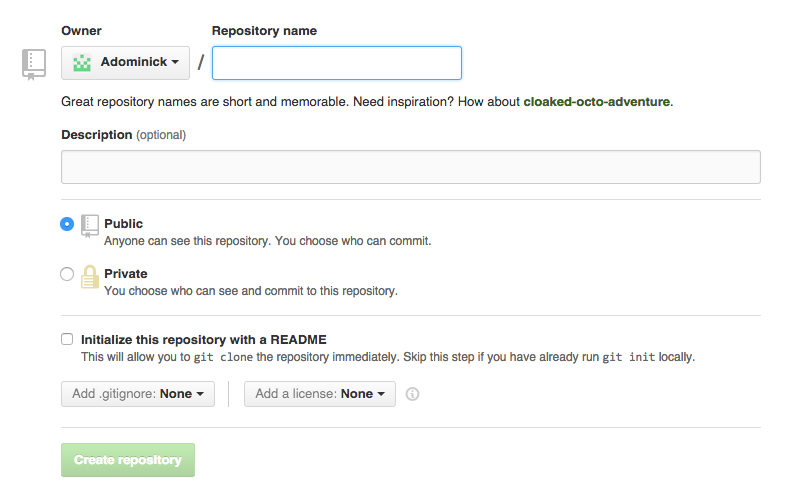 Owner Repository name
Adominick /
Great repository names are short and memorable. Need inspiration? How about cloaked-octo-adventure.
Description (optional)
Public
Anyone can see this repository. You choose who can commit.
Private
You choose who can see and commit to this repository.
Initialize this repository with a README
This will allow you to git clone the repository immediately. Skip this step if you have already run git init locally.
Add .gitignore: None Add a license: None
Create repository